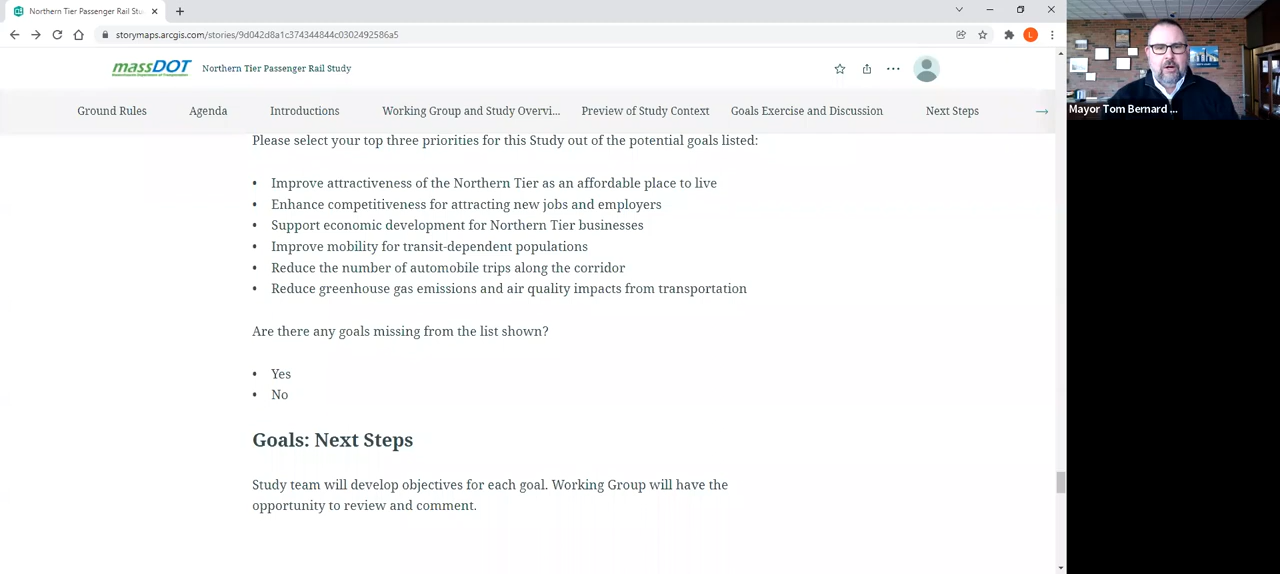 Northern Tier Passenger Rail Stu
storymaps.arcgis.com/stories/9d042d8a1c374344844c0302492586a5
L
massDOT
Northern Tier Passenger Rail Study
Ground Rules
Agenda
Introductions
Working Group and Study Overvi...
Preview of Study Context
Goals Exercise and Discussion
Next Steps
Please select your top three priorities for this Study out of the potential goals listed:
• Improve attractiveness of the Northern Tier as an affordable place to live
• Enhance competitiveness for attracting new jobs and employers
• Support economic development for Northern Tier businesses
• Improve mobility for transit-dependent populations
• Reduce the number of automobile trips along the corridor
• Reduce greenhouse gas emissions and air quality impacts from transportation
Are there any goals missing from the list shown?
• Yes
• No
Goals: Next Steps
Study team will develop objectives for each goal. Working Group will have the
opportunity to review and comment.
Mayor Tom Bernard ...